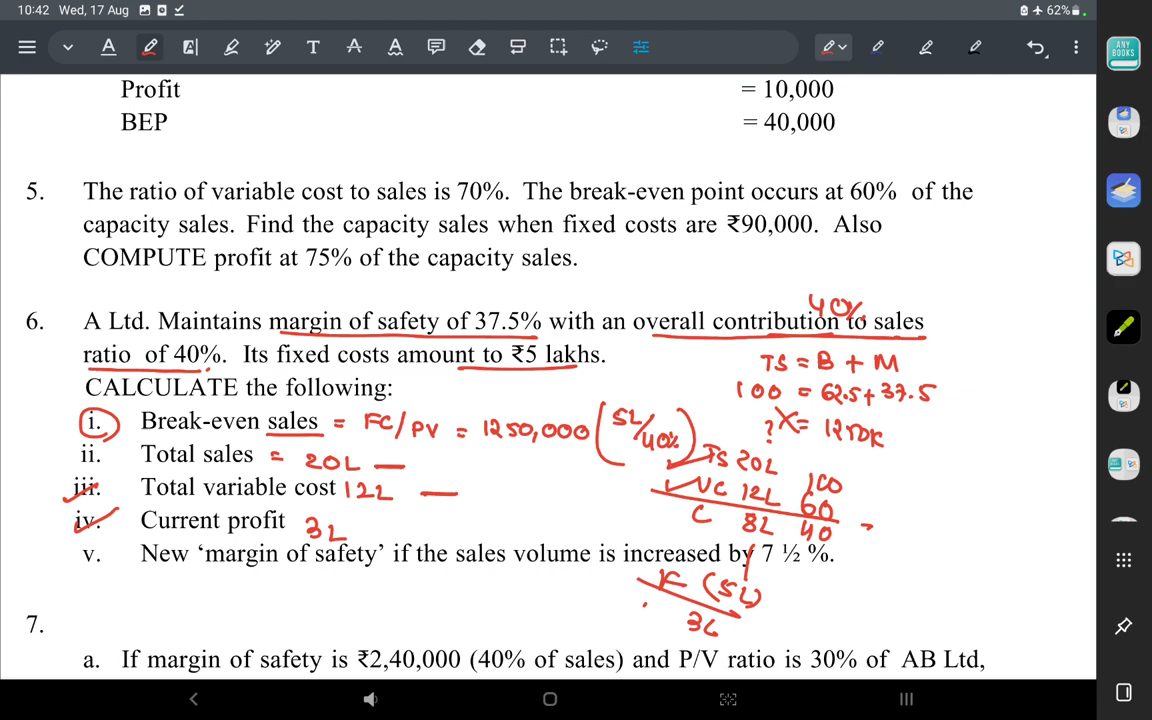 10:42 Wed, 17 Aug
62%
Profit = 10,000
BEP = 40,000
5. The ratio of variable cost to sales is 70%. The break-even point occurs at 60% of the
capacity sales. Find the capacity sales when fixed costs are ₹90,000. Also
COMPUTE profit at 75% of the capacity sales.
40%
6. A Ltd. Maintains margin of safety of 37.5% with an overall contribution to sales
ratio of 40%. Its fixed costs amount to ₹5 lakhs.
TS = B + M
CALCULATE the following:
100 = 62.5 + 37.5
i. Break-even sales = FC/PV = 1250,000 (5L/40%)
? X = 1250K
ii. Total sales = 20L
TS 20L 100
iii. Total variable cost 12L
VC 12L 60
iv. Current profit 3L
C 8L 40
v. New ‘margin of safety’ if the sales volume is increased by 7 ½ %.
F (5L)
3L
7.
a. If margin of safety is ₹2,40,000 (40% of sales) and P/V ratio is 30% of AB Ltd,
ANY
BOOKS